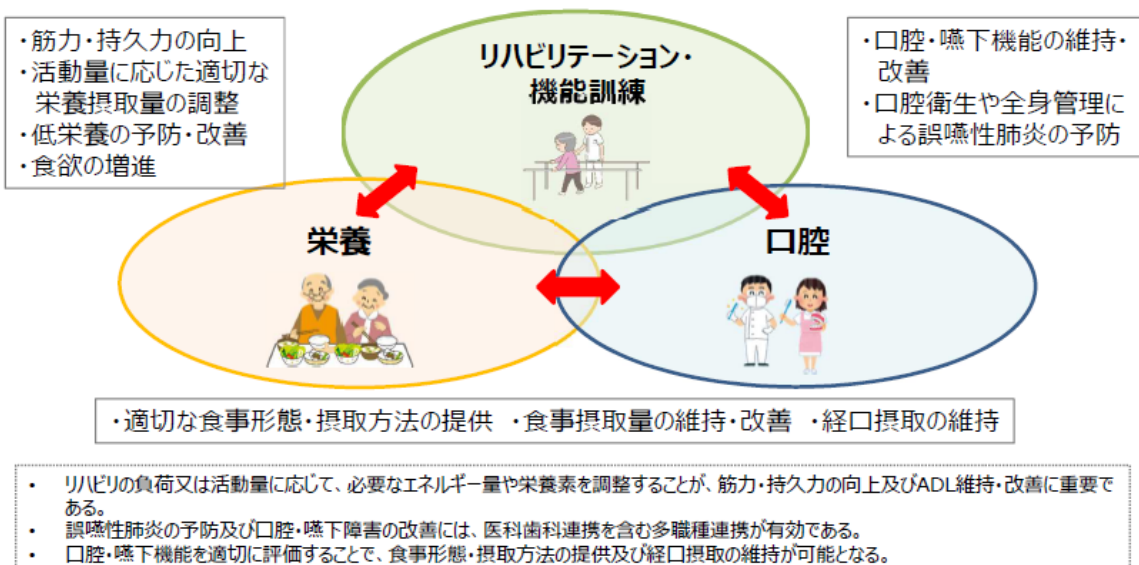 ・筋力・持久力の向上
・活動量に応じた適切な
栄養摂取量の調整
・低栄養の予防・改善
・食欲の増進
リハビリテーション・
機能訓練
・口腔・嚥下機能の維持・
改善
・口腔衛生や全身管理に
よる誤嚥性肺炎の予防
栄養
口腔
・適切な食事形態・摂取方法の提供 ・食事摂取量の維持・改善 ・経口摂取の維持
• リハビリの負荷又は活動量に応じて、必要なエネルギー量や栄養素を調整することが、筋力・持久力の向上及びADL維持・改善に重要で
ある。
• 誤嚥性肺炎の予防及び口腔・嚥下障害の改善には、医科歯科連携を含む多職種連携が有効である。
• 口腔・嚥下機能を適切に評価することで、食事形態・摂取方法の提供及び経口摂取の維持が可能となる。